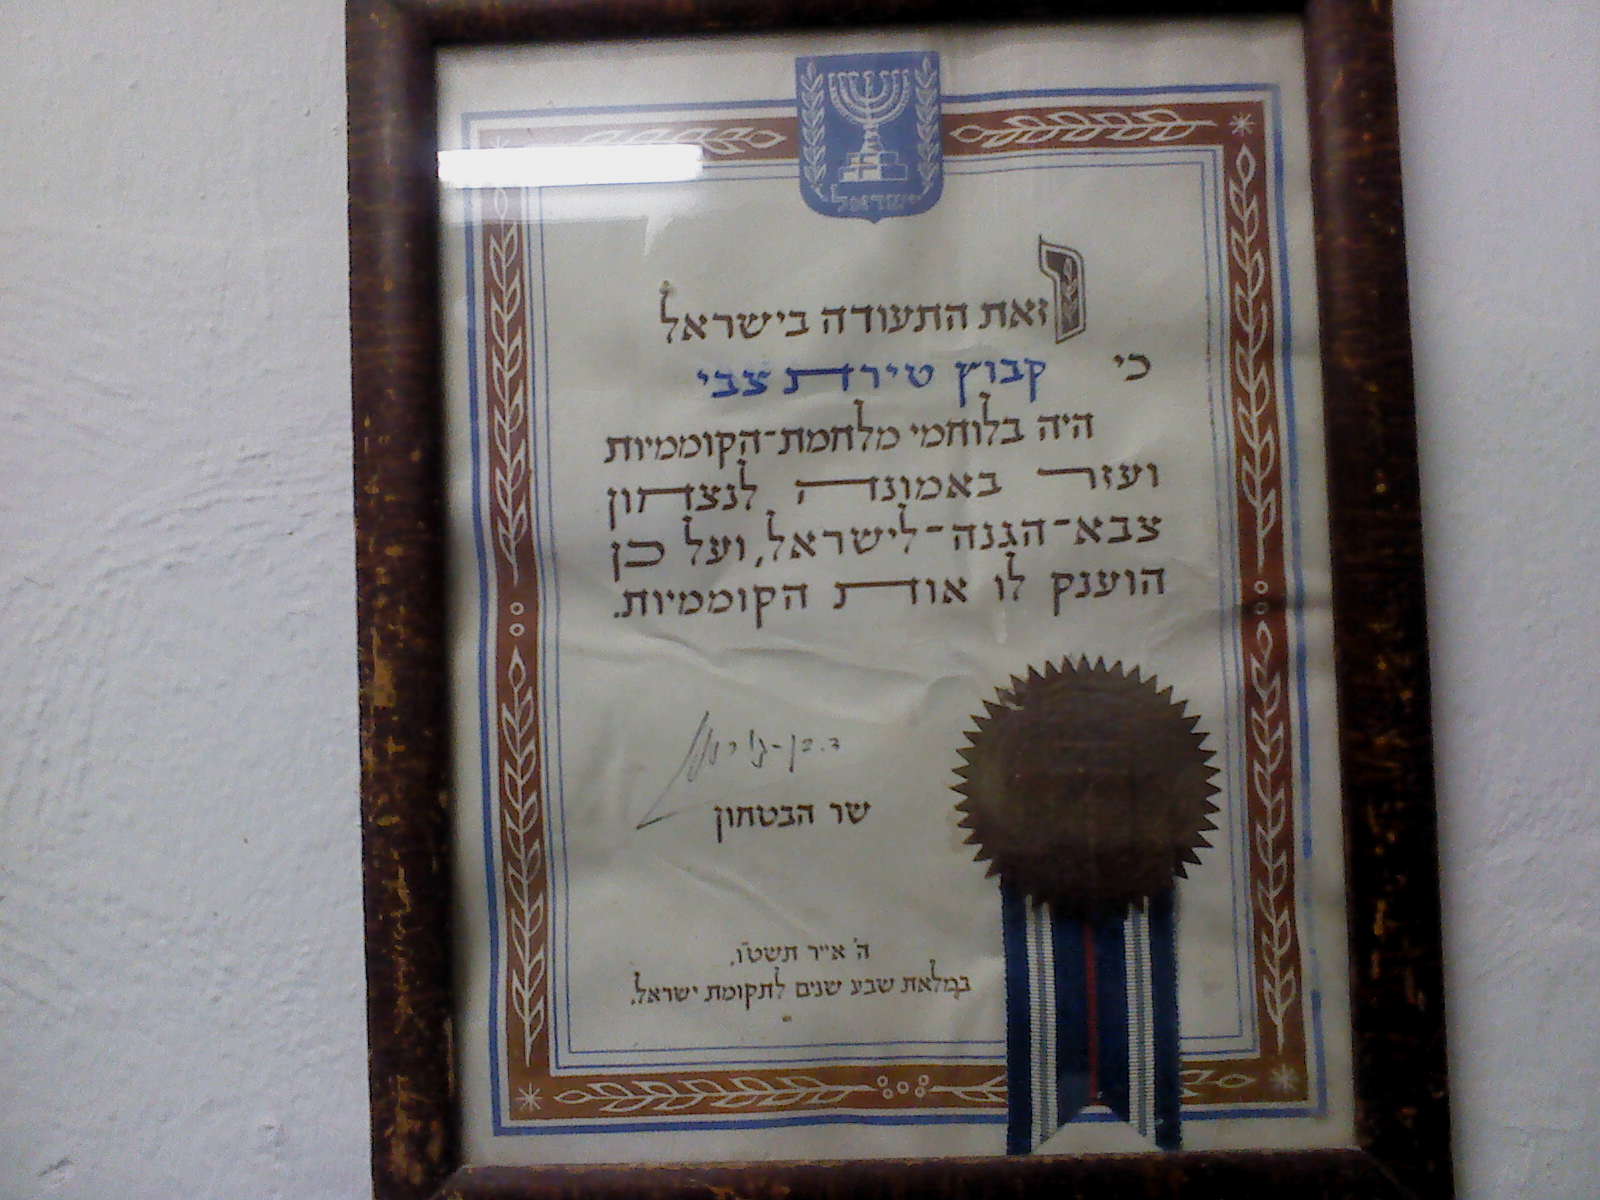 ישראל
וזאת התעודה בישראל
כי קבוץ טירת צבי
היה בלוחמי מלחמת־הקוממיות
ועזר באמונה לנצחון
צבא־הגנה־לישראל, ועל כן
הוענק לו אות הקוממיות.
ד. בן-גוריון
שר הבטחון
ה' אייר תשט"ו.
במלאת שבע שנים לתקומת ישראל.